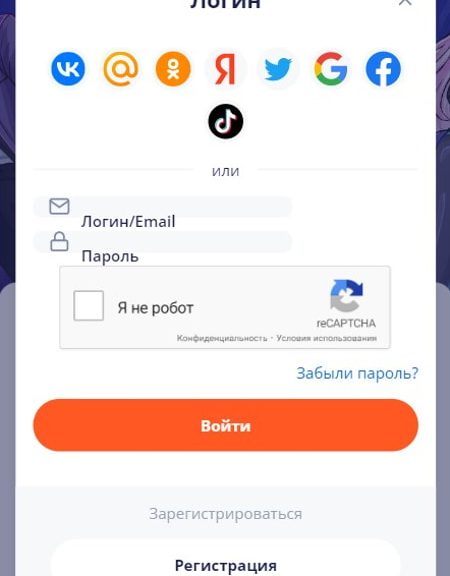 Логин
или
Логин/Email
Пароль
Я не робот
reCAPTCHA
Конфиденциальность - Условия использования
Забыли пароль?
Войти
Зарегистрироваться
Регистрация